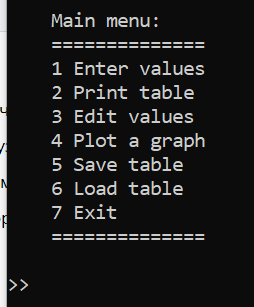 Main menu:
==============
1 Enter values
2 Print table
3 Edit values
4 Plot a graph
5 Save table
6 Load table
7 Exit
==============
>>